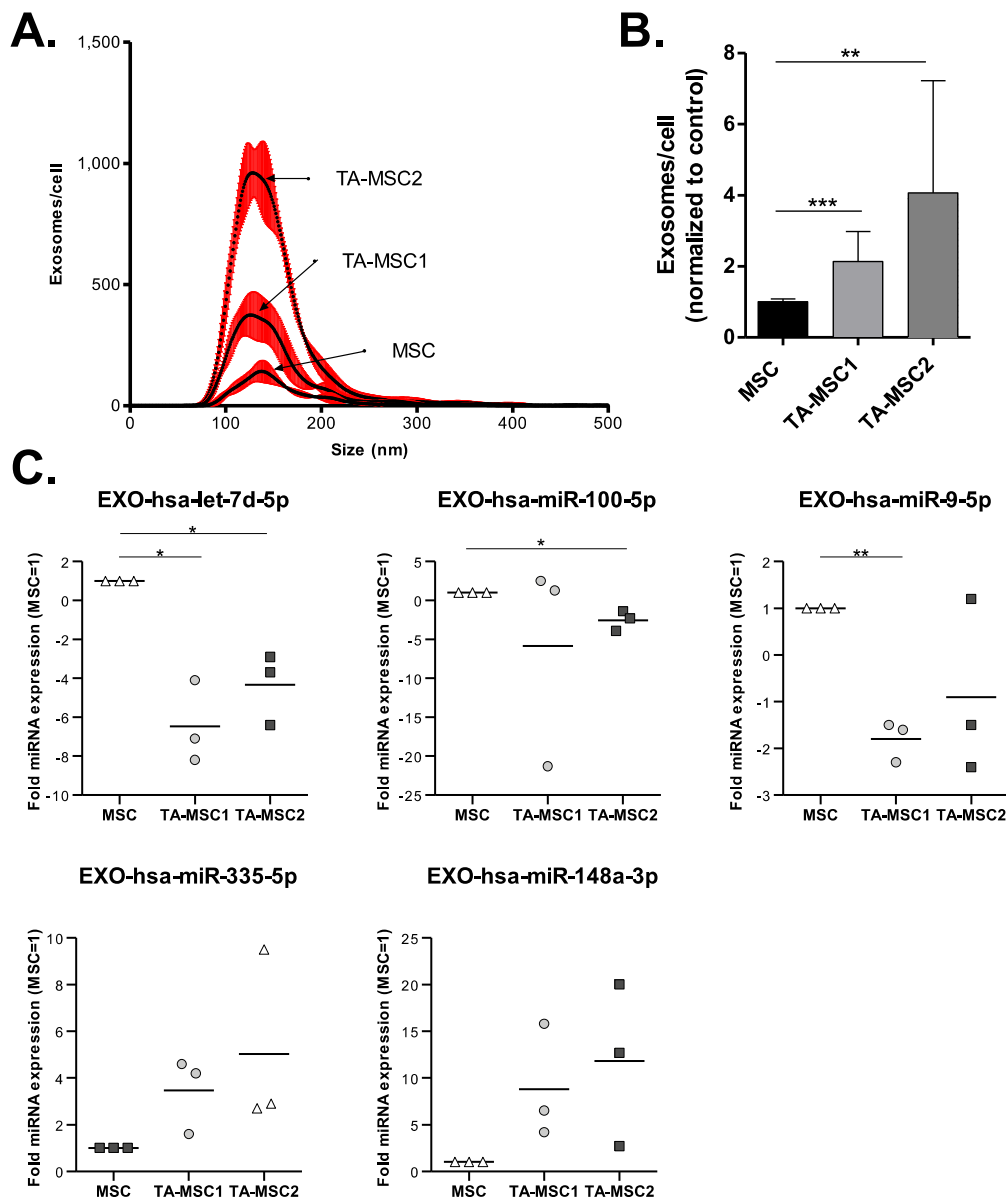 A.
1,500
1,000
500
0
Exosomes/cell
TA-MSC2
TA-MSC1
MSC
0 100 200 300 400 500
Size (nm)
B.
Exosomes/cell
(normalized to control)
8
6
4
2
0
**
***
MSC
TA-MSC1
TA-MSC2
C.
EXO-hsa-let-7d-5p
Fold miRNA expression (MSC=1)
2
0
-2
-4
-6
-8
-10
*
*
MSC TA-MSC1 TA-MSC2
EXO-hsa-miR-100-5p
Fold miRNA expression (MSC=1)
5
0
-5
-10
-15
-20
-25
*
MSC TA-MSC1 TA-MSC2
EXO-hsa-miR-9-5p
Fold miRNA expression (MSC=1)
2
1
0
-1
-2
-3
**
MSC TA-MSC1 TA-MSC2
EXO-hsa-miR-335-5p
Fold miRNA expression (MSC=1)
10
8
6
4
2
0
MSC TA-MSC1 TA-MSC2
EXO-hsa-miR-148a-3p
Fold miRNA expression (MSC=1)
25
20
15
10
5
0
MSC TA-MSC1 TA-MSC2